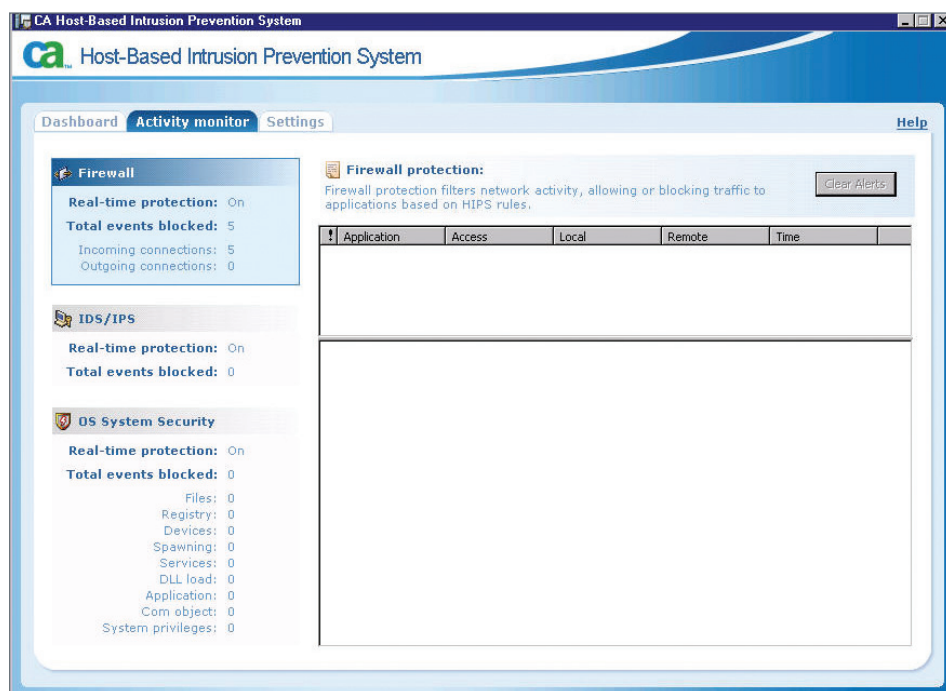 CA Host-Based Intrusion Prevention System
ca™ Host-Based Intrusion Prevention System
Dashboard Activity monitor Settings Help
Firewall
Real-time protection: On
Total events blocked: 5
Incoming connections: 5
Outgoing connections: 0
IDS/IPS
Real-time protection: On
Total events blocked: 0
OS System Security
Real-time protection: On
Total events blocked: 0
Files: 0
Registry: 0
Devices: 0
Spawning: 0
Services: 0
DLL load: 0
Application: 0
Com object: 0
System privileges: 0
Firewall protection:
Firewall protection filters network activity, allowing or blocking traffic to
applications based on HIPS rules.
Clear Alerts
! Application Access Local Remote Time